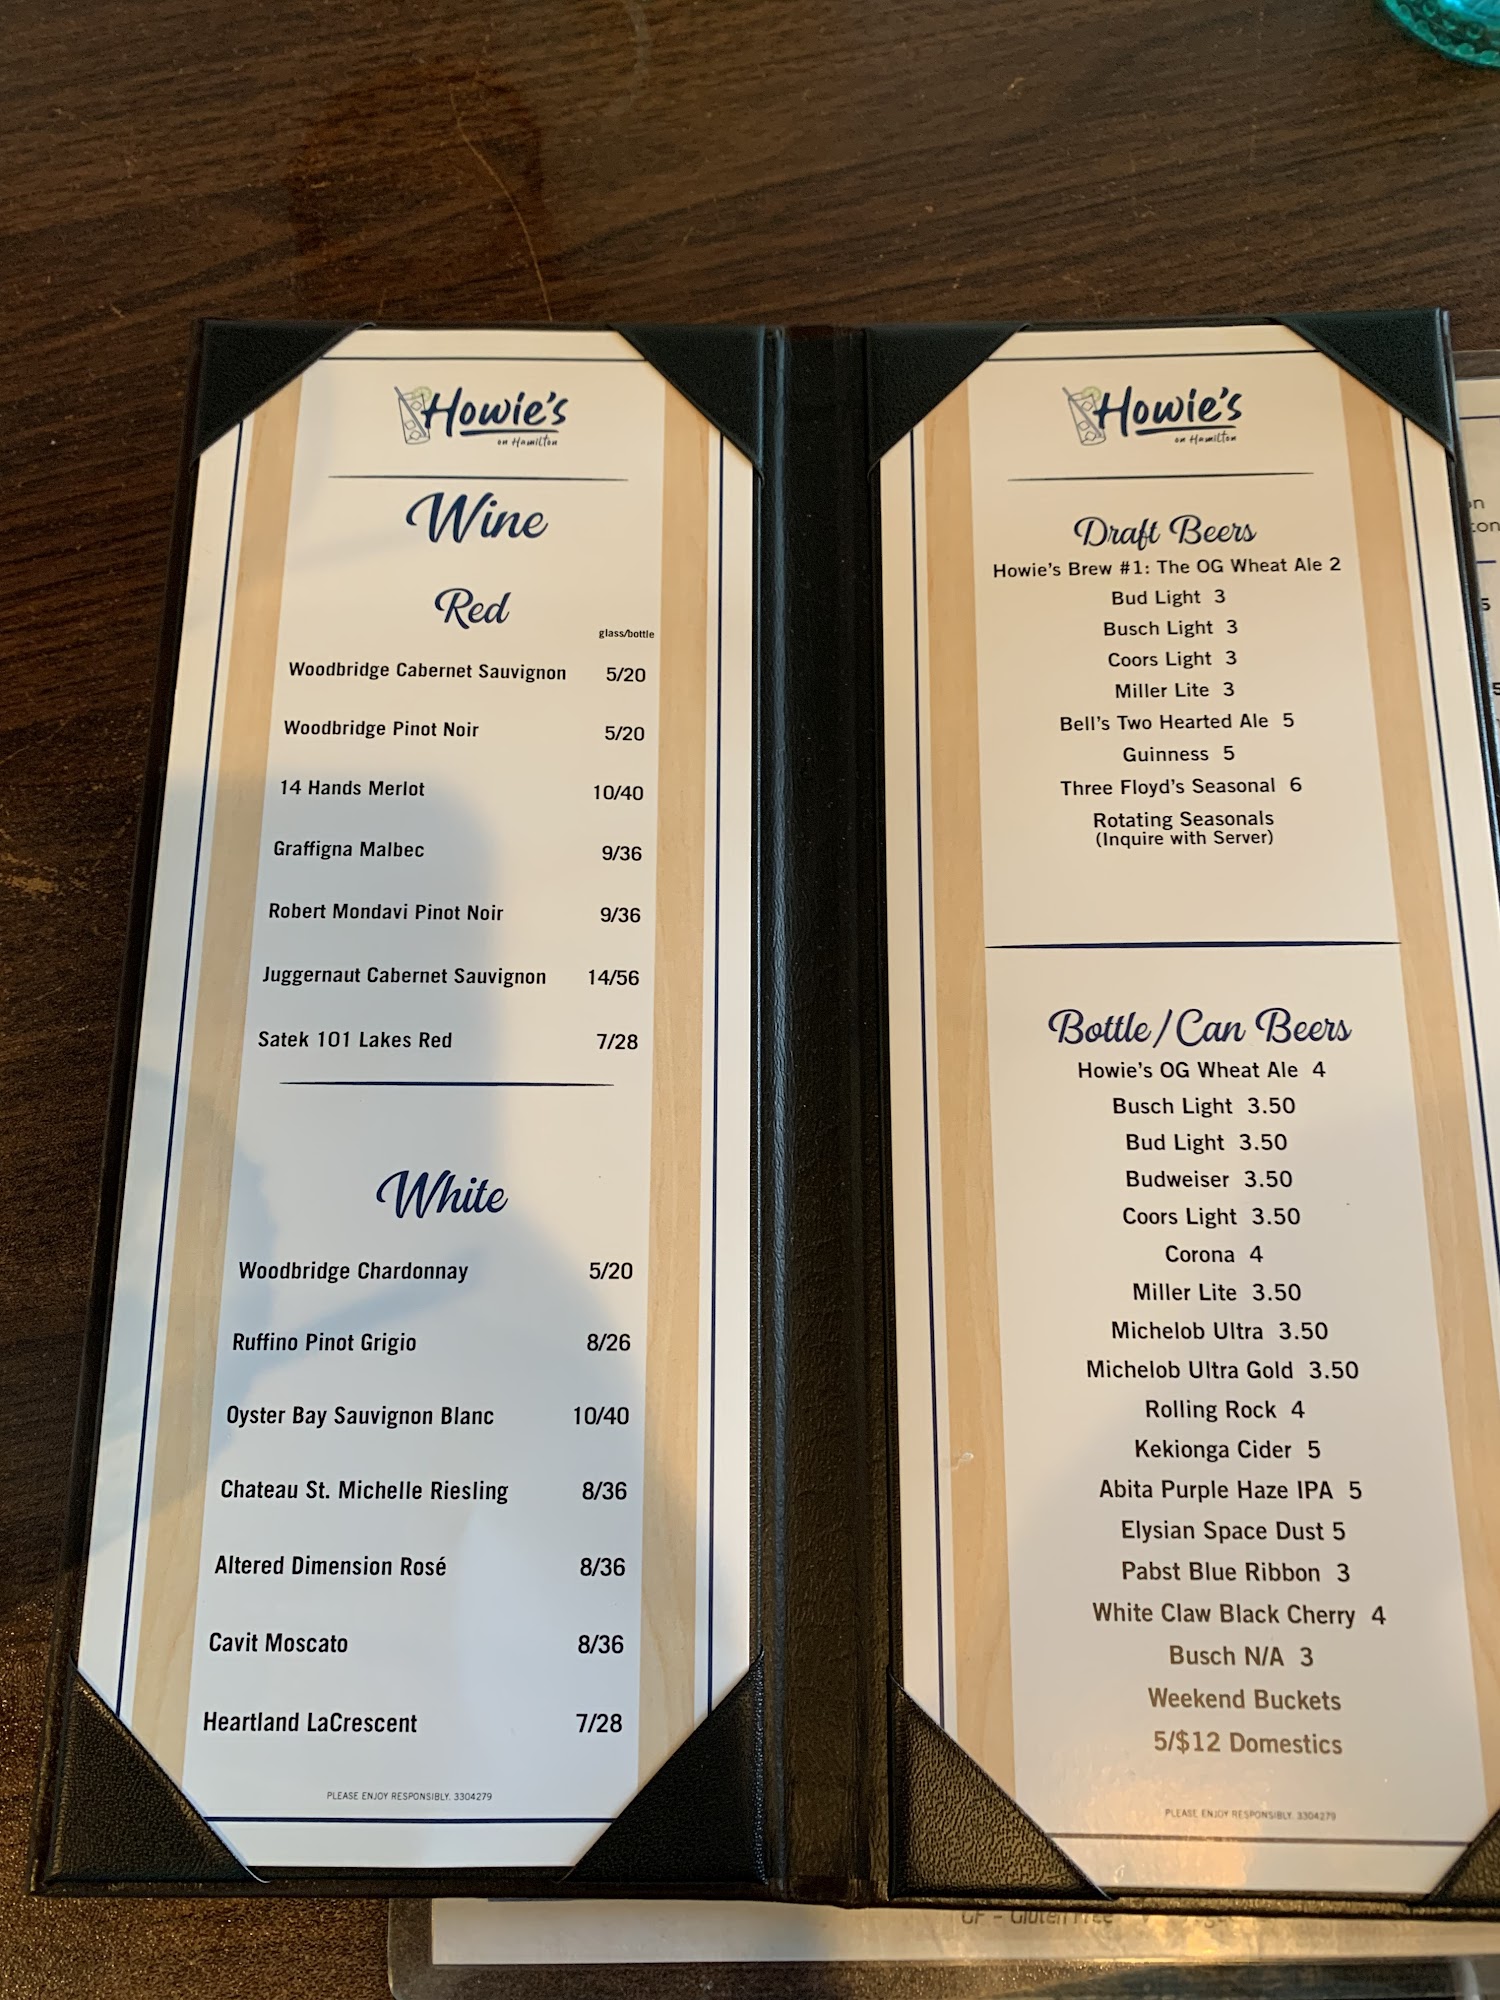 Howie's
on Hamilton
Wine
Red
glass/bottle
Woodbridge Cabernet Sauvignon 5/20
Woodbridge Pinot Noir 5/20
14 Hands Merlot 10/40
Graffigna Malbec 9/36
Robert Mondavi Pinot Noir 9/36
Juggernaut Cabernet Sauvignon 14/56
Satek 101 Lakes Red 7/28
White
Woodbridge Chardonnay 5/20
Ruffino Pinot Grigio 8/26
Oyster Bay Sauvignon Blanc 10/40
Chateau St. Michelle Riesling 8/36
Altered Dimension Rosé 8/36
Cavit Moscato 8/36
Heartland LaCrescent 7/28
PLEASE ENJOY RESPONSIBLY. 3304279
Howie's
on Hamilton
Draft Beers
Howie's Brew #1: The OG Wheat Ale 2
Bud Light 3
Busch Light 3
Coors Light 3
Miller Lite 3
Bell's Two Hearted Ale 5
Guinness 5
Three Floyd's Seasonal 6
Rotating Seasonals
(Inquire with Server)
Bottle/Can Beers
Howie's OG Wheat Ale 4
Busch Light 3.50
Bud Light 3.50
Budweiser 3.50
Coors Light 3.50
Corona 4
Miller Lite 3.50
Michelob Ultra 3.50
Michelob Ultra Gold 3.50
Rolling Rock 4
Kekionga Cider 5
Abita Purple Haze IPA 5
Elysian Space Dust 5
Pabst Blue Ribbon 3
White Claw Black Cherry 4
Busch N/A 3
Weekend Buckets
5/$12 Domestics
PLEASE ENJOY RESPONSIBLY. 3304279
GF - Gluten Free